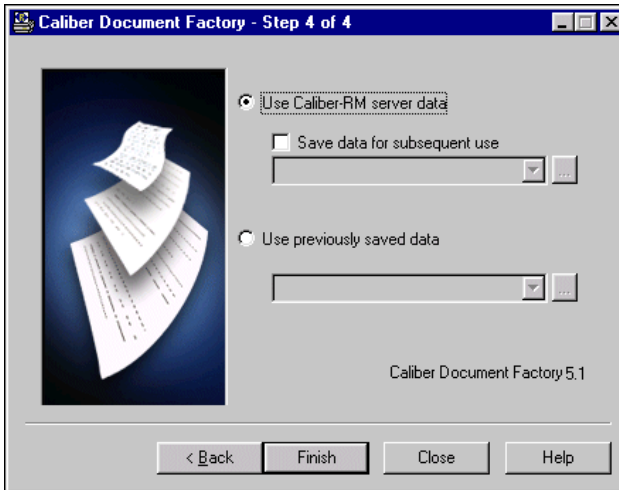 Caliber Document Factory - Step 4 of 4
Use Caliber-RM server data
Save data for subsequent use
...
Use previously saved data
...
Caliber Document Factory 5.1
< Back Finish Close Help